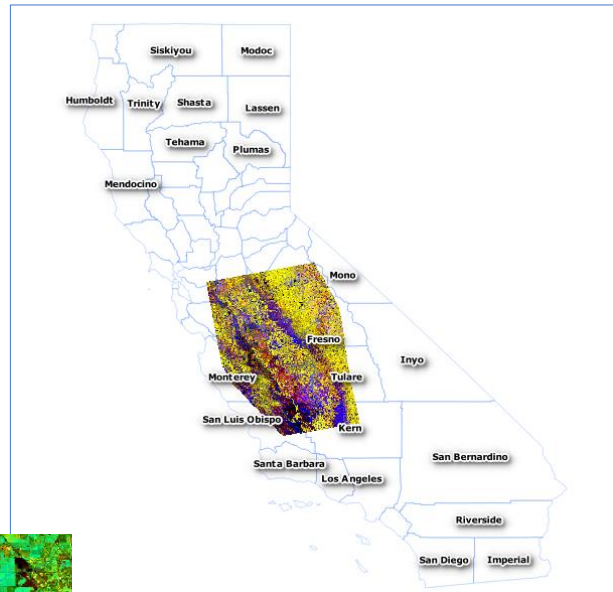 Siskiyou Modoc
Humboldt Trinity Shasta Lassen
Tehama Plumas
Mendocino
Mono
Fresno
Inyo
Monterey Tulare
San Luis Obispo Kern
Santa Barbara San Bernardino
Los Angeles
Riverside
San Diego Imperial